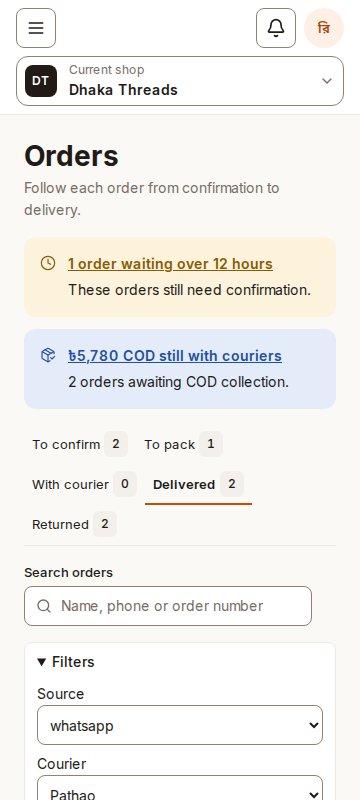 রি
DT
Current shop
Dhaka Threads
Orders
Follow each order from confirmation to
delivery.
1 order waiting over 12 hours
These orders still need confirmation.
৳5,780 COD still with couriers
2 orders awaiting COD collection.
To confirm 2 To pack 1
With courier 0 Delivered 2
Returned 2
Search orders
Name, phone or order number
Filters
Source
whatsapp
Courier
Pathao